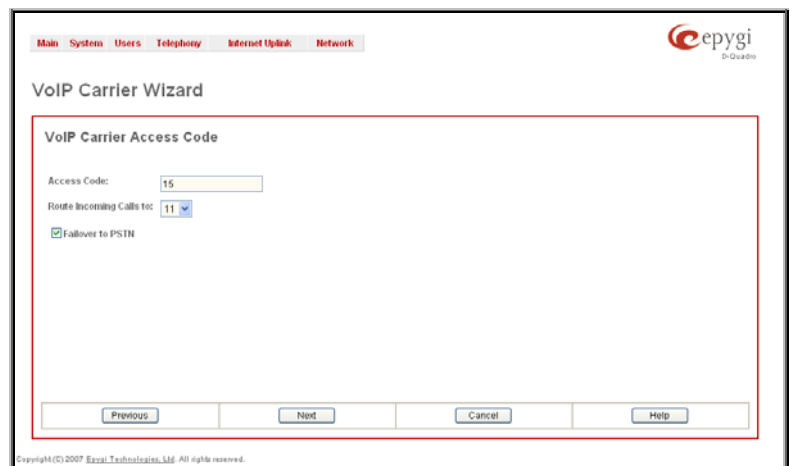 Main System Users Telephony Internet Uplink Network
epygi
D-Quadro
VoIP Carrier Wizard
VoIP Carrier Access Code
Access Code: 15
Route Incoming Calls to: 11
Failover to PSTN
Previous Next Cancel Help
Copyright (C) 2007 Epygi Technologies, Ltd. All rights reserved.